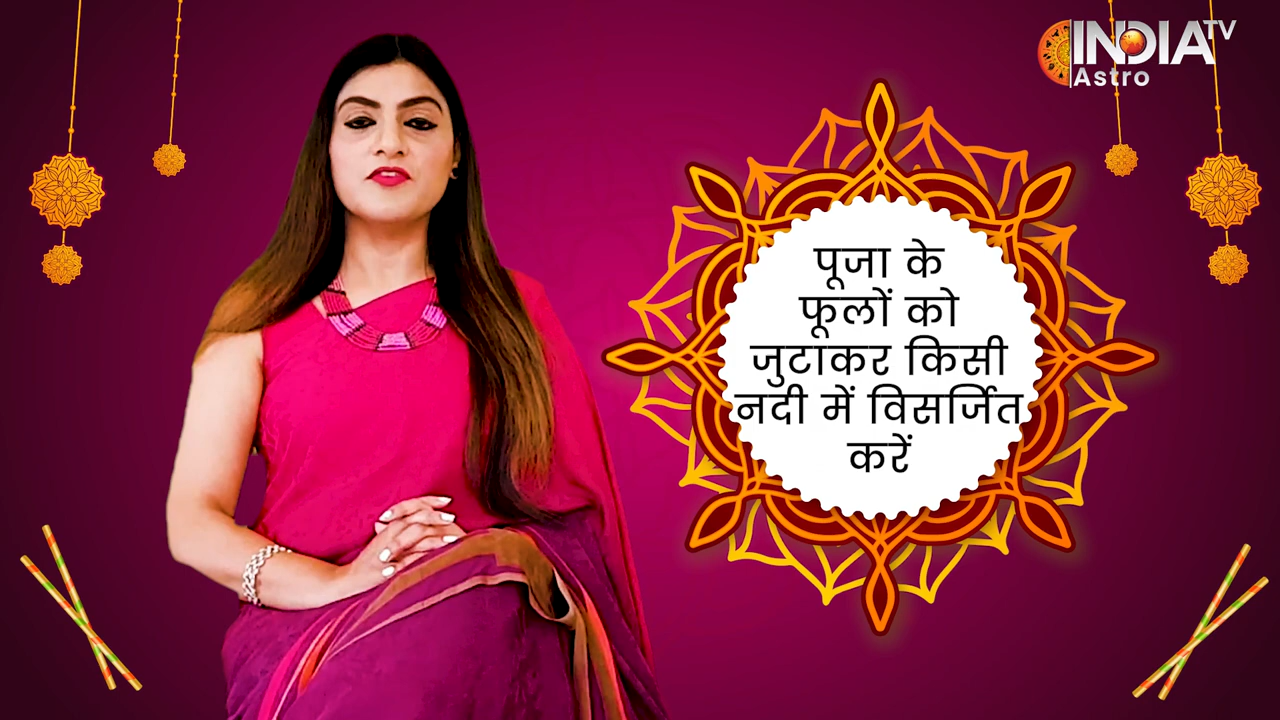 INDIA TV
Astro
पूजा के
फूलों को
जुटाकर किसी
नदी में विसर्जित
करें